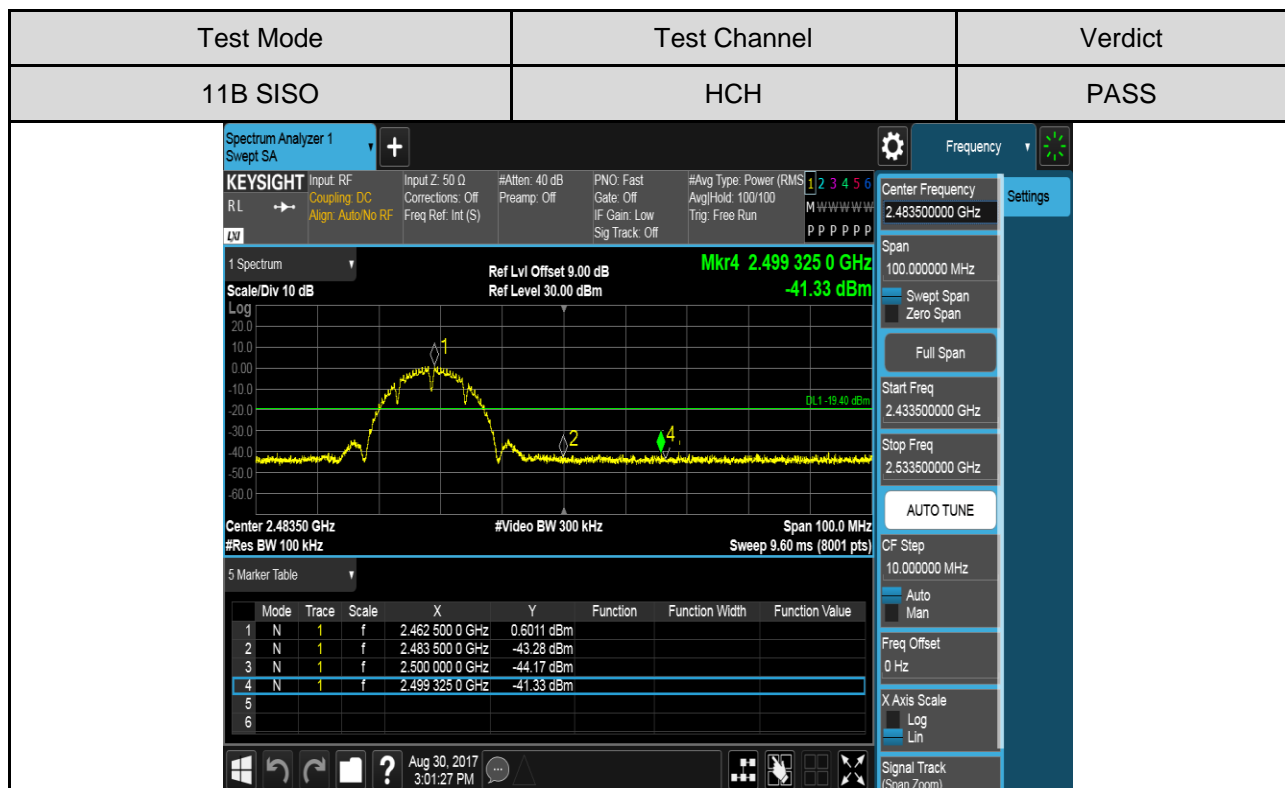 Test Mode Test Channel Verdict
11B SISO HCH PASS
Spectrum Analyzer 1
Swept SA
+
Frequency
KEYSIGHT Input: RF Input Z: 50 Ω #Atten: 40 dB PNO: Fast #Avg Type: Power (RMS 1 2 3 4 5 6
RL Coupling: DC Corrections: Off Preamp: Off Gate: Off Avg|Hold: 100/100 M W W W W W
Align: Auto/No RF Freq Ref: Int (S) IF Gain: Low Trig: Free Run
LXI Sig Track: Off P P P P P P
1 Spectrum
Scale/Div 10 dB
Ref Lvl Offset 9.00 dB
Ref Level 30.00 dBm
Mkr4 2.499 325 0 GHz
-41.33 dBm
Log
20.0
10.0
0.00
-10.0
-20.0
-30.0
-40.0
-50.0
-60.0
1
2
4
DL1 -19.40 dBm
Center 2.48350 GHz #Video BW 300 kHz Span 100.0 MHz
#Res BW 100 kHz Sweep 9.60 ms (8001 pts)
5 Marker Table
Mode Trace Scale X Y Function Function Width Function Value
1 N 1 f 2.462 500 0 GHz 0.6011 dBm
2 N 1 f 2.483 500 0 GHz -43.28 dBm
3 N 1 f 2.500 000 0 GHz -44.17 dBm
4 N 1 f 2.499 325 0 GHz -41.33 dBm
5
6
?
Aug 30, 2017
3:01:27 PM
Center Frequency
2.483500000 GHz
Settings
Span
100.000000 MHz
Swept Span
Zero Span
Full Span
Start Freq
2.433500000 GHz
Stop Freq
2.533500000 GHz
AUTO TUNE
CF Step
10.000000 MHz
Auto
Man
Freq Offset
0 Hz
X Axis Scale
Log
Lin
Signal Track
(Span Zoom)